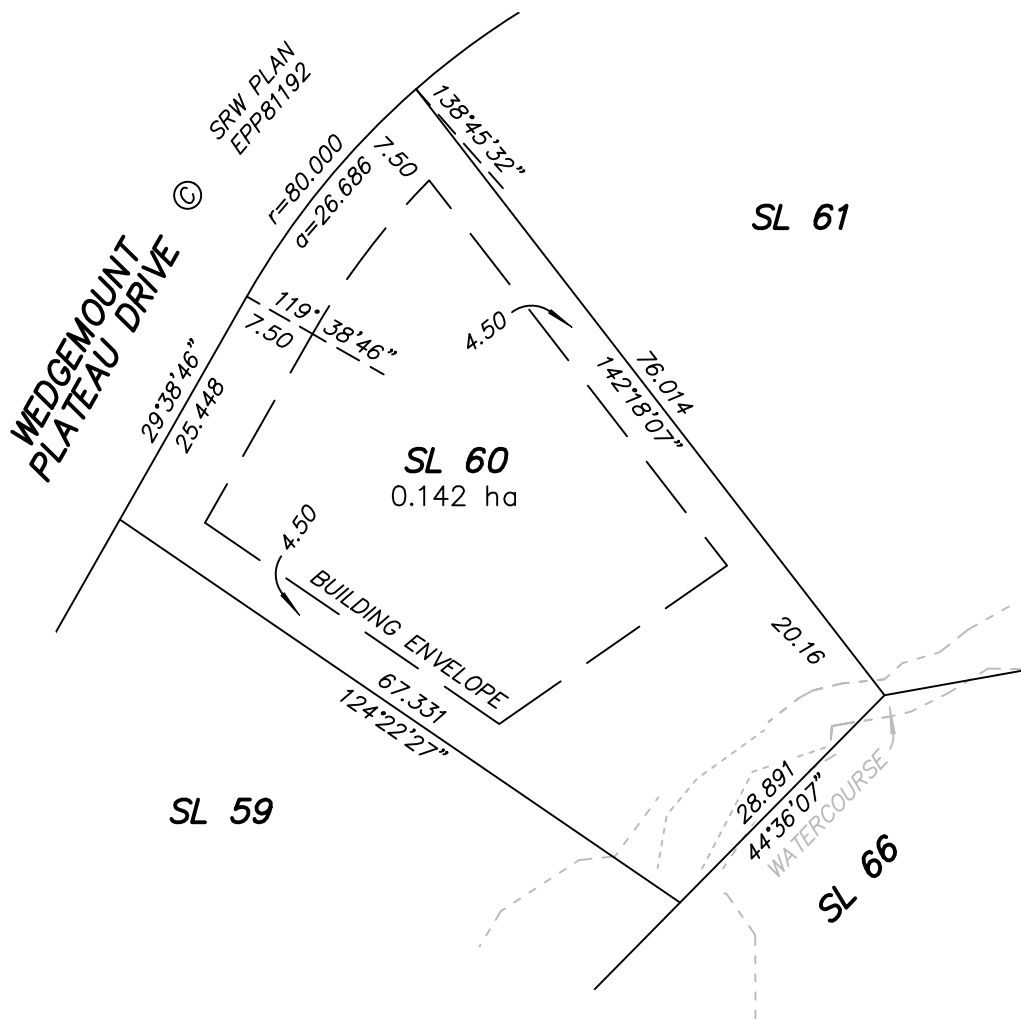 SRW PLAN
EPP81192
©
WEDGEMOUNT
PLATEAU DRIVE
138°45'32"
7.50
r=80.000
a=26.686
SL 61
119° 38'46"
7.50
4.50
29°38'46"
25.448
76.014
142°18'07"
SL 60
0.142 ha
4.50
BUILDING ENVELOPE
67.331
124°22'27"
20.16
SL 59
28.891
44°36'07"
WATERCOURSE
SL 66